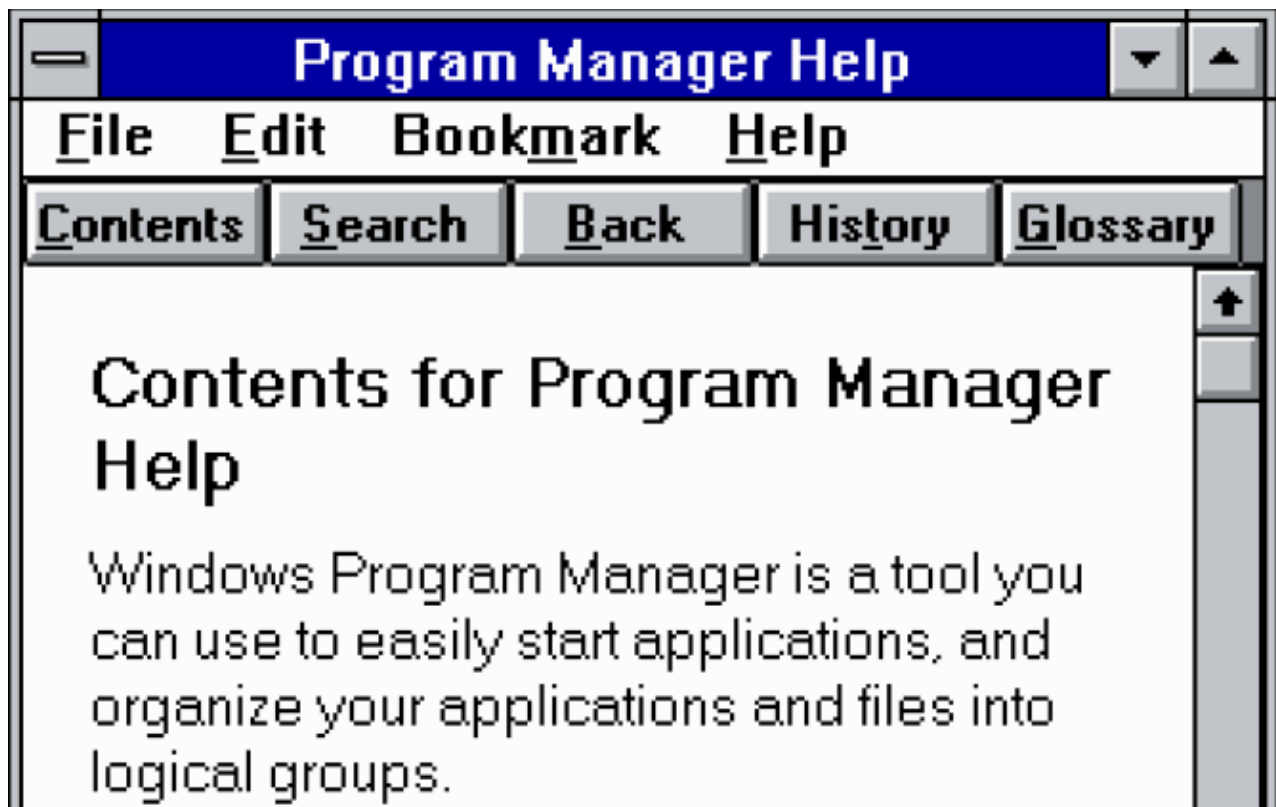 Program Manager Help
File Edit Bookmark Help
Contents Search Back History Glossary
Contents for Program Manager
Help
Windows Program Manager is a tool you
can use to easily start applications, and
organize your applications and files into
logical groups.